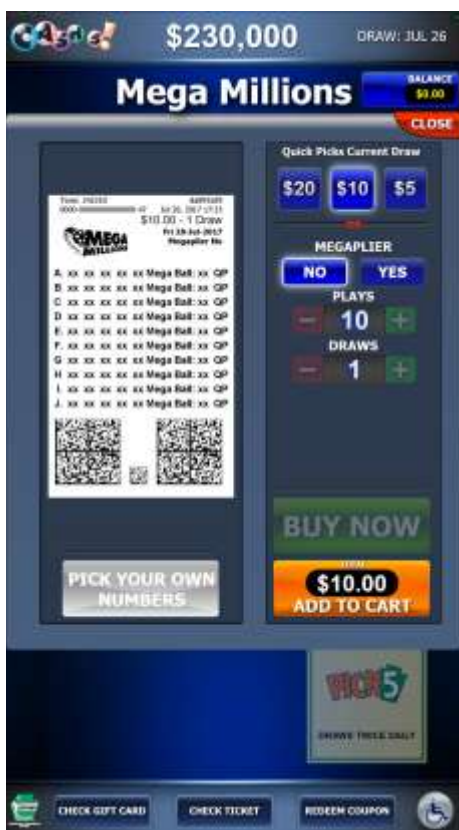 $230,000
DRAW: JUL 26
Mega Millions
BALANCE
$0.00
CLOSE
Quick Picks Current Draw
$20 $10 $5
OR
MEGAPLIER
NO YES
PLAYS
10
DRAWS
1
$10.00 - 1 Draw
MEGA
MILLIONS
Megaplier No
A. xx xx xx xx xx Mega Ball: xx QP
B xx xx xx xx xx Mega Ball: xx QP
C xx xx xx xx xx Mega Ball: xx QP
D xx xx xx xx xx Mega Ball: xx QP
E. xx xx xx xx xx Mega Ball: xx QP
F. xx xx xx xx xx Mega Ball: xx QP
G xx xx xx xx xx Mega Ball: xx QP
H xx xx xx xx xx Mega Ball: xx QP
I. xx xx xx xx xx Mega Ball: xx QP
J. xx xx xx xx xx Mega Ball: xx QP
PICK YOUR OWN
NUMBERS
BUY NOW
$10.00
ADD TO CART
PICK 5
DRAWS TWICE DAILY
CHECK GIFT CARD
CHECK TICKET
REDEEM COUPON